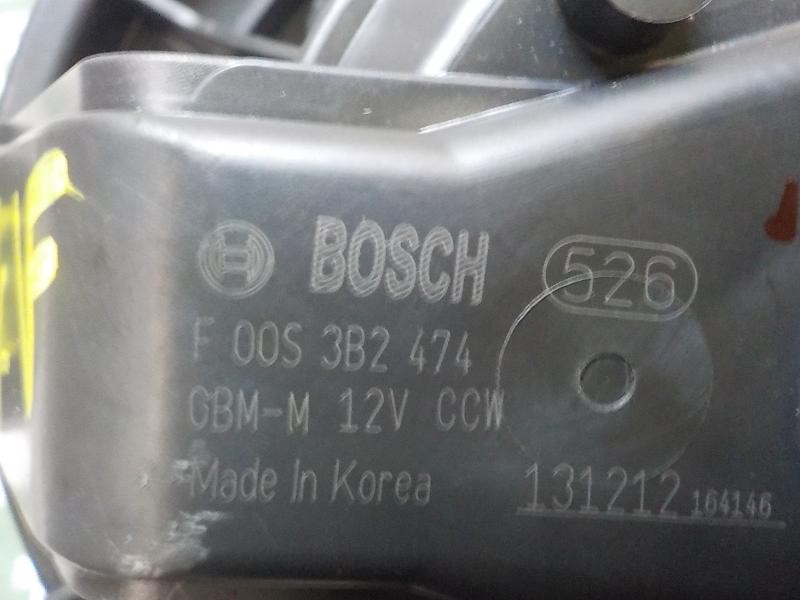 BOSCH 526
F 00S 3B2 474
GBM-M 12V CCW
Made In Korea 131212 164146